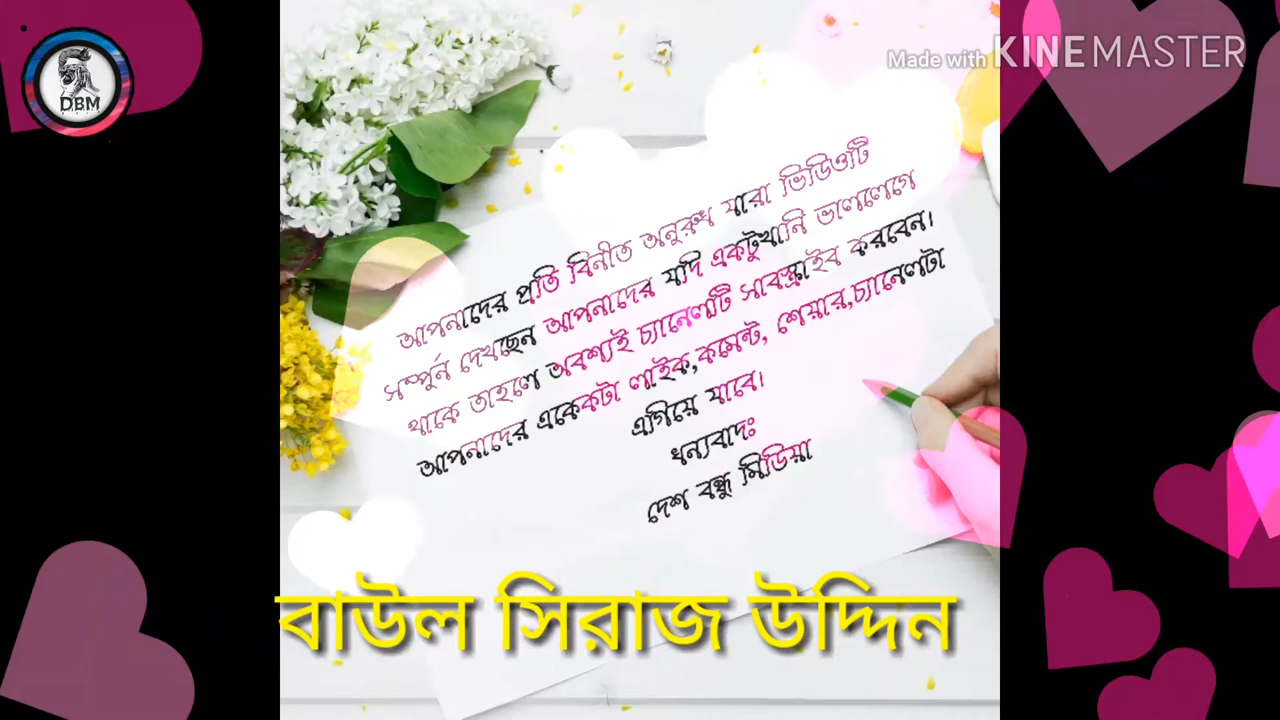 DBM
Made with KINEMASTER
আপনাদের প্রতি বিনীত অনুরুধ যারা ভিডিওটি
সম্পুর্ন দেখছেন আপনাদের যদি একটুখানি ভাললেগে
থাকে তাহলে অবশ্যই চ্যানেলটি সাবস্ক্রাইব করবেন।
আপনাদের একেকটা লাইক,কমেন্ট, শেয়ার,চ্যানেলটা
এগিয়ে যাবে।
ধন্যবাদঃ
দেশ বন্ধু মিডিয়া
বাউল সিরাজ উদ্দিন